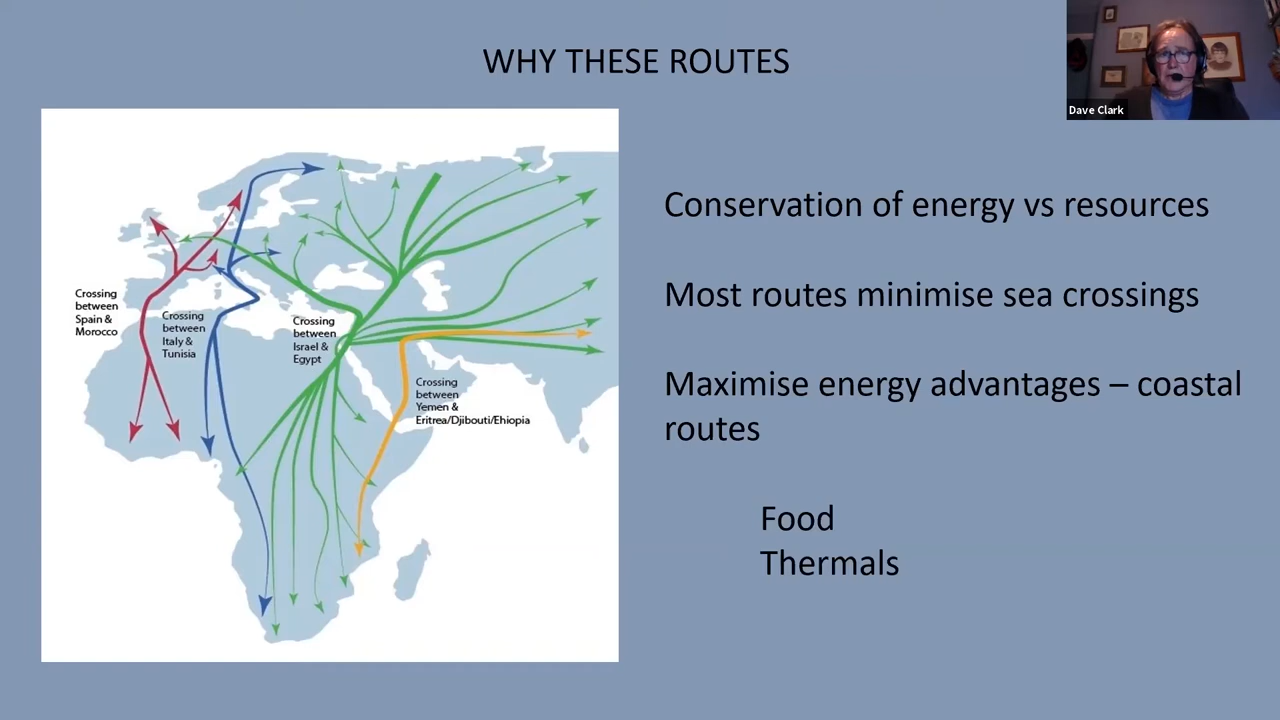 WHY THESE ROUTES
Dave Clark
Crossing
between
Spain &
Morocco
Crossing
between
Italy &
Tunisia
Crossing
between
Israel &
Egypt
Crossing
between
Yemen &
Eritrea/Djibouti/Ehiopia
Conservation of energy vs resources
Most routes minimise sea crossings
Maximise energy advantages – coastal
routes
Food
Thermals